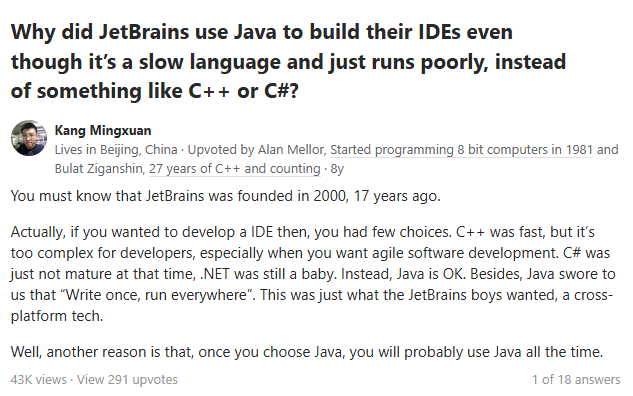 Why did JetBrains use Java to build their IDEs even
though it's a slow language and just runs poorly, instead
of something like C++ or C#?
Kang Mingxuan
Lives in Beijing, China · Upvoted by Alan Mellor, Started programming 8 bit computers in 1981 and
Bulat Ziganshin, 27 years of C++ and counting · 8y
You must know that JetBrains was founded in 2000, 17 years ago.
Actually, if you wanted to develop a IDE then, you had few choices. C++ was fast, but it's
too complex for developers, especially when you want agile software development. C# was
just not mature at that time, .NET was still a baby. Instead, Java is OK. Besides, Java swore to
us that “Write once, run everywhere”. This was just what the JetBrains boys wanted, a cross-
platform tech.
Well, another reason is that, once you choose Java, you will probably use Java all the time.
43K views · View 291 upvotes
1 of 18 answers